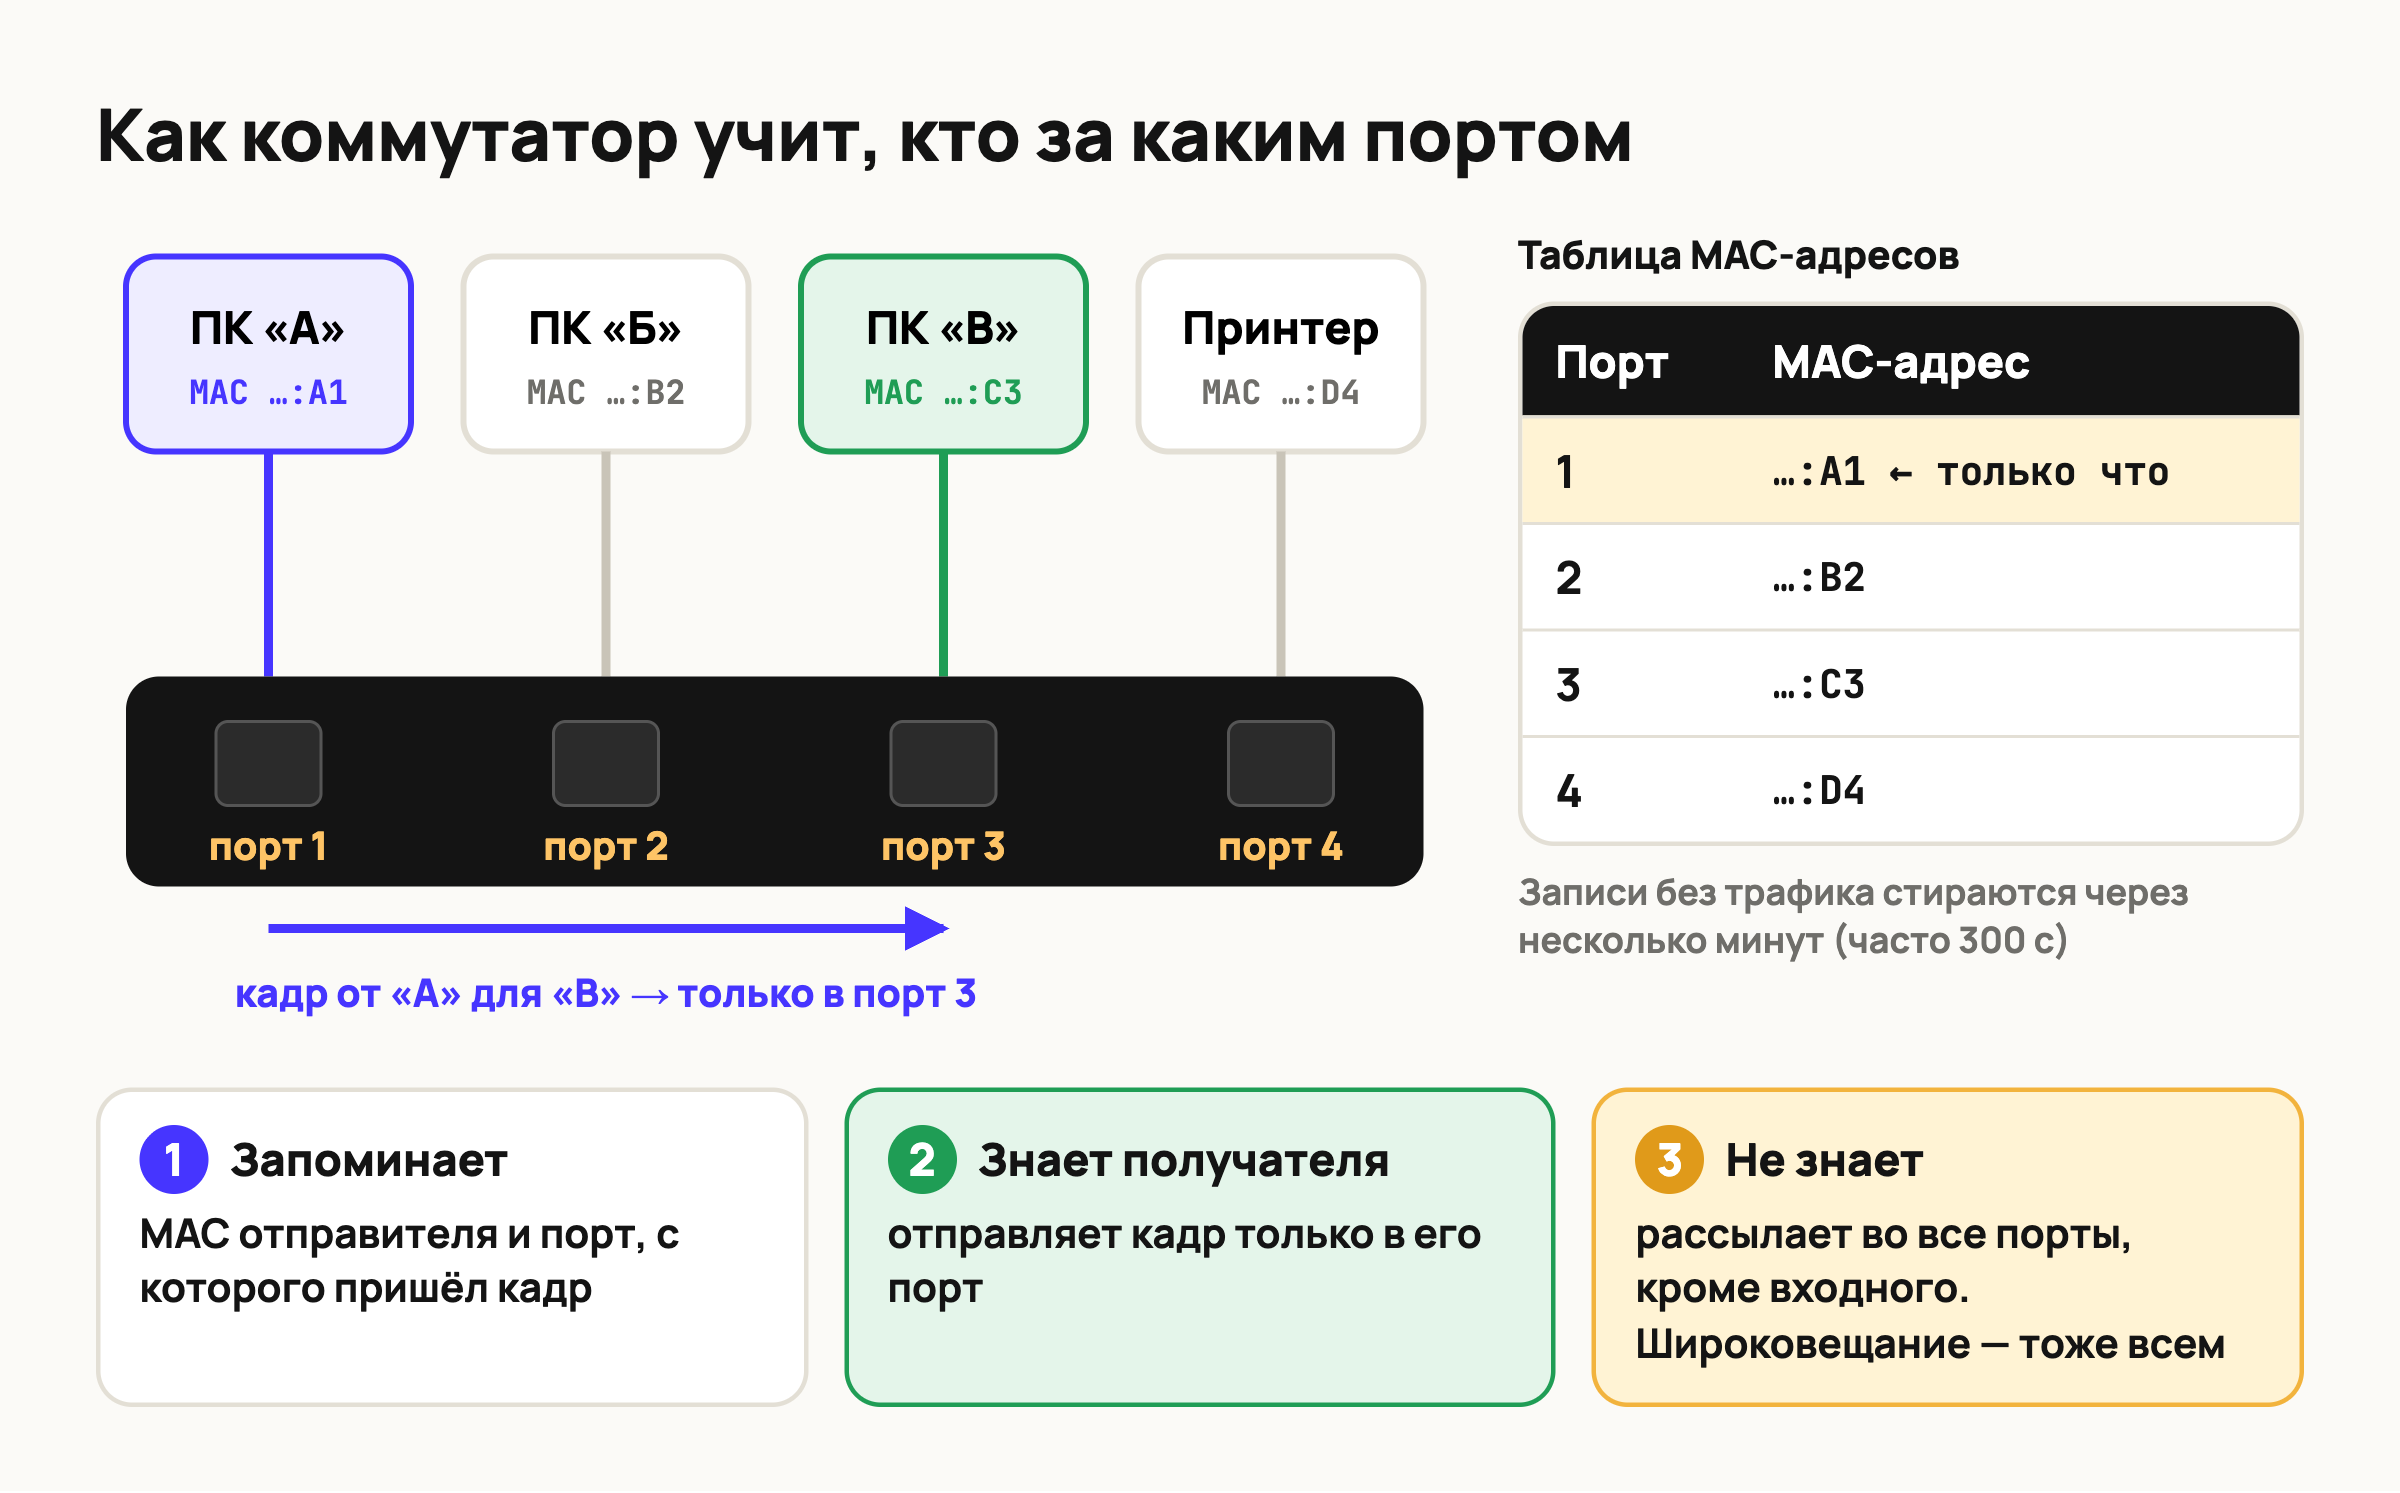 Как коммутатор учит, кто за каким портом
ПК «А»
MAC …:A1
ПК «Б»
MAC …:B2
ПК «В»
MAC …:C3
Принтер
MAC …:D4
порт 1
порт 2
порт 3
порт 4
кадр от «А» для «В» → только в порт 3
Таблица MAC-адресов
Порт MAC-адрес
1 …:A1 ← только что
2 …:B2
3 …:C3
4 …:D4
Записи без трафика стираются через
несколько минут (часто 300 с)
1 Запоминает
MAC отправителя и порт, с
которого пришёл кадр
2 Знает получателя
отправляет кадр только в его
порт
3 Не знает
рассылает во все порты,
кроме входного.
Широковещание — тоже всем